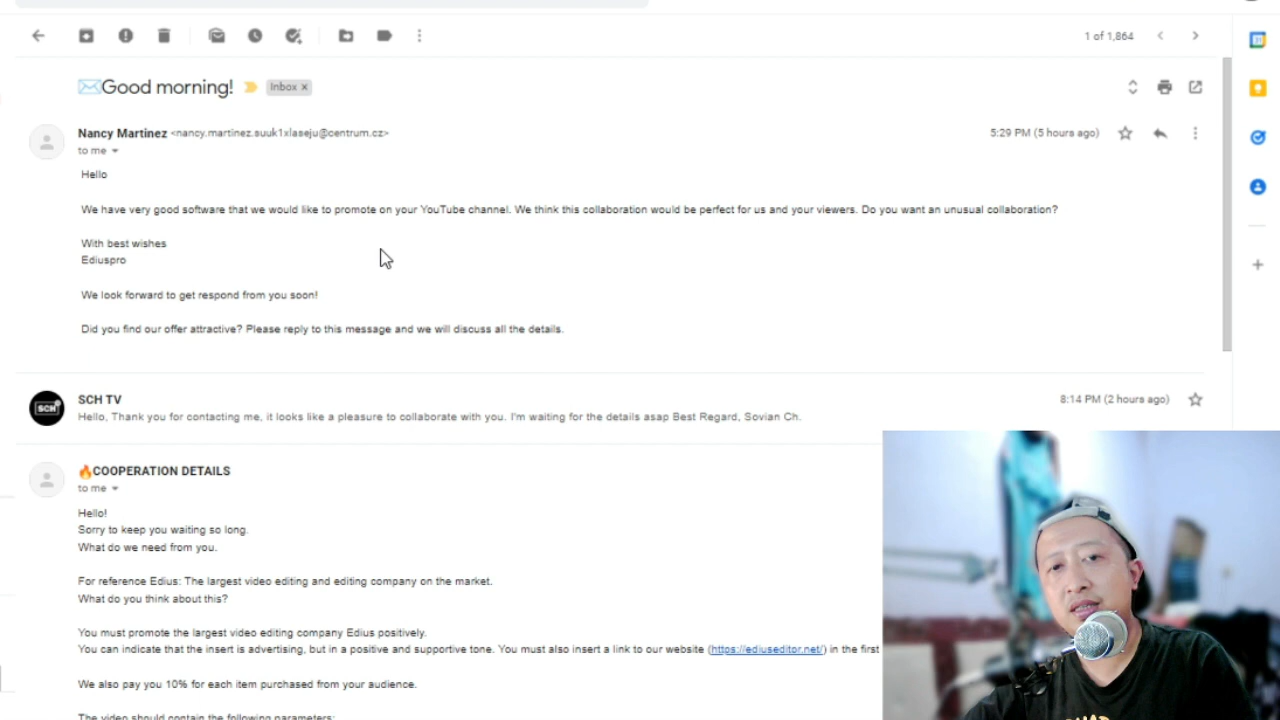 1 of 1,864
Good morning!
Inbox ×
Nancy Martinez <nancy.martinez.suuk1xlaseju@centrum.cz>
5:29 PM (5 hours ago)
to me
Hello
We have very good software that we would like to promote on your YouTube channel. We think this collaboration would be perfect for us and your viewers. Do you want an unusual collaboration?
With best wishes
Ediuspro
We look forward to get respond from you soon!
Did you find our offer attractive? Please reply to this message and we will discuss all the details.
SCH TV
8:14 PM (2 hours ago)
SCH
Hello, Thank you for contacting me, it looks like a pleasure to collaborate with you. I'm waiting for the details asap Best Regard, Sovian Ch.
🔥COOPERATION DETAILS
to me
Hello!
Sorry to keep you waiting so long.
What do we need from you.
For reference Edius: The largest video editing and editing company on the market.
What do you think about this?
You must promote the largest video editing company Edius positively.
You can indicate that the insert is advertising, but in a positive and supportive tone. You must also insert a link to our website (https://ediuseditor.net/) in the first
We also pay you 10% for each item purchased from your audience.
The video should contain the following parameters: